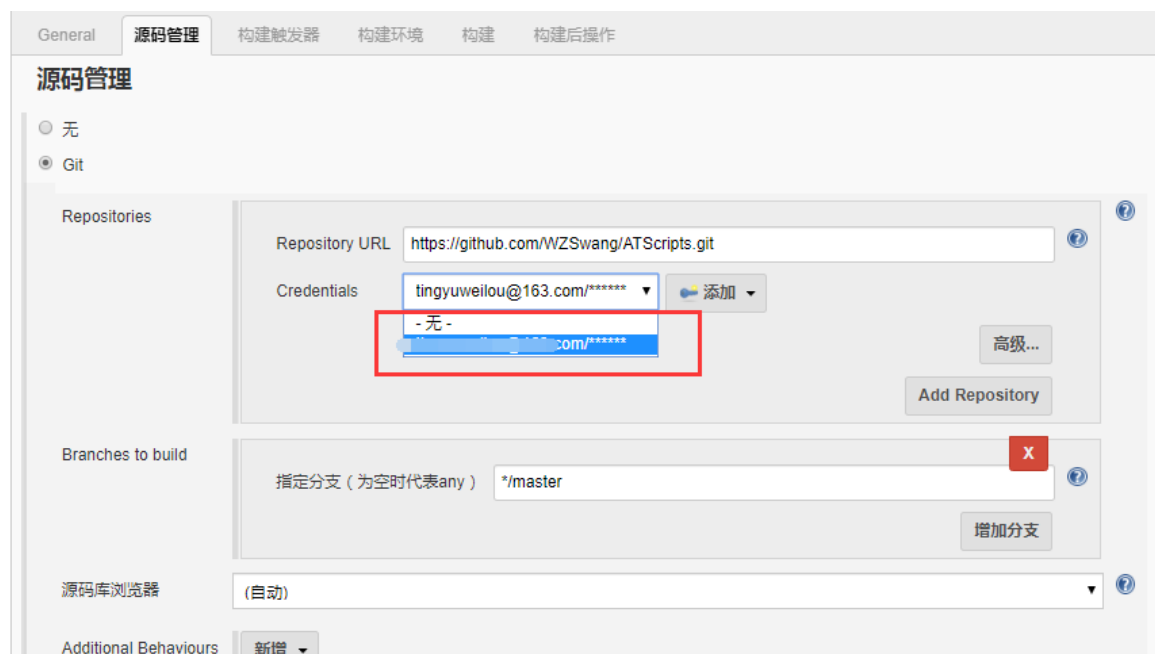 General 源码管理 构建触发器 构建环境 构建 构建后操作
源码管理
无
Git
Repositories
Repository URL https://github.com/WZSwang/ATScripts.git
Credentials tingyuweilou@163.com/****** 添加
- 无 -
com/******
高级...
Add Repository
Branches to build
X
指定分支（为空时代表any） */master
增加分支
源码库浏览器 (自动)
Additional Behaviours 新增